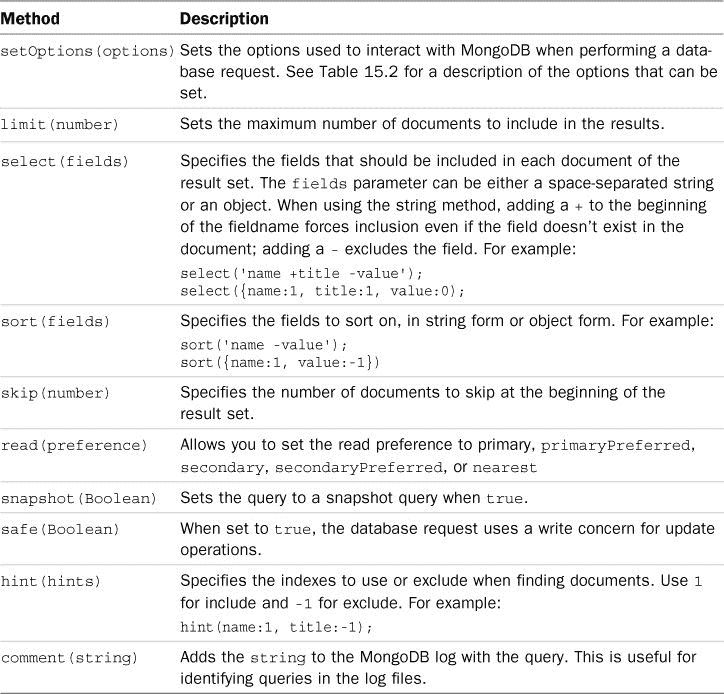 Method Description
setOptions(options) Sets the options used to interact with MongoDB when performing a data-
base request. See Table 15.2 for a description of the options that can be
set.
limit(number) Sets the maximum number of documents to include in the results.
select(fields) Specifies the fields that should be included in each document of the
result set. The fields parameter can be either a space-separated string
or an object. When using the string method, adding a + to the beginning
of the fieldname forces inclusion even if the field doesn't exist in the
document; adding a - excludes the field. For example:
select('name +title -value');
select({name:1, title:1, value:0);
sort(fields) Specifies the fields to sort on, in string form or object form. For example:
sort('name -value');
sort({name:1, value:-1})
skip(number) Specifies the number of documents to skip at the beginning of the
result set.
read(preference) Allows you to set the read preference to primary, primaryPreferred,
secondary, secondaryPreferred, or nearest
snapshot(Boolean) Sets the query to a snapshot query when true.
safe(Boolean) When set to true, the database request uses a write concern for update
operations.
hint(hints) Specifies the indexes to use or exclude when finding documents. Use 1
for include and -1 for exclude. For example:
hint(name:1, title:-1);
comment(string) Adds the string to the MongoDB log with the query. This is useful for
identifying queries in the log files.